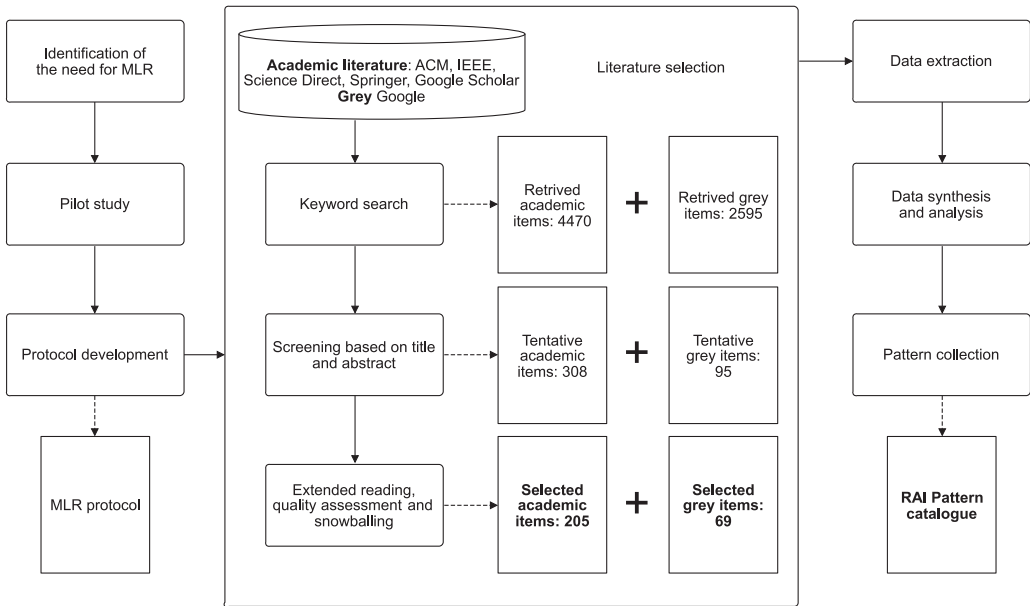 Identification of
the need for MLR
Pilot study
Protocol development
MLR protocol
Academic literature: ACM, IEEE,
Science Direct, Springer, Google Scholar
Grey Google
Literature selection
Keyword search
Retrived
academic
items: 4470
+
Retrived grey
items: 2595
Screening based on title
and abstract
Tentative
academic
items: 308
+
Tentative
grey items:
95
Extended reading,
quality assessment and
snowballing
Selected
academic
items: 205
+
Selected
grey items:
69
Data extraction
Data synthesis
and analysis
Pattern collection
RAI Pattern
catalogue